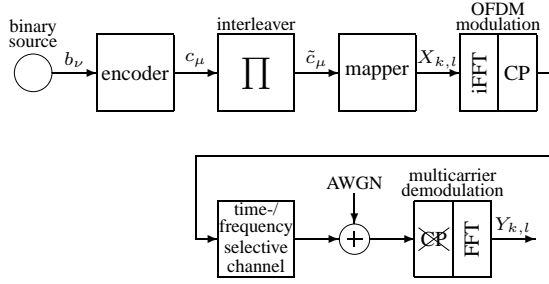 binary
source
b_ν
encoder
c_μ
interleaver
∏
c̃_μ
mapper
X_{k,l}
OFDM
modulation
iFFT
CP
time-/
frequency
selective
channel
AWGN
+
multicarrier
demodulation
CP
FFT
Y_{k,l}